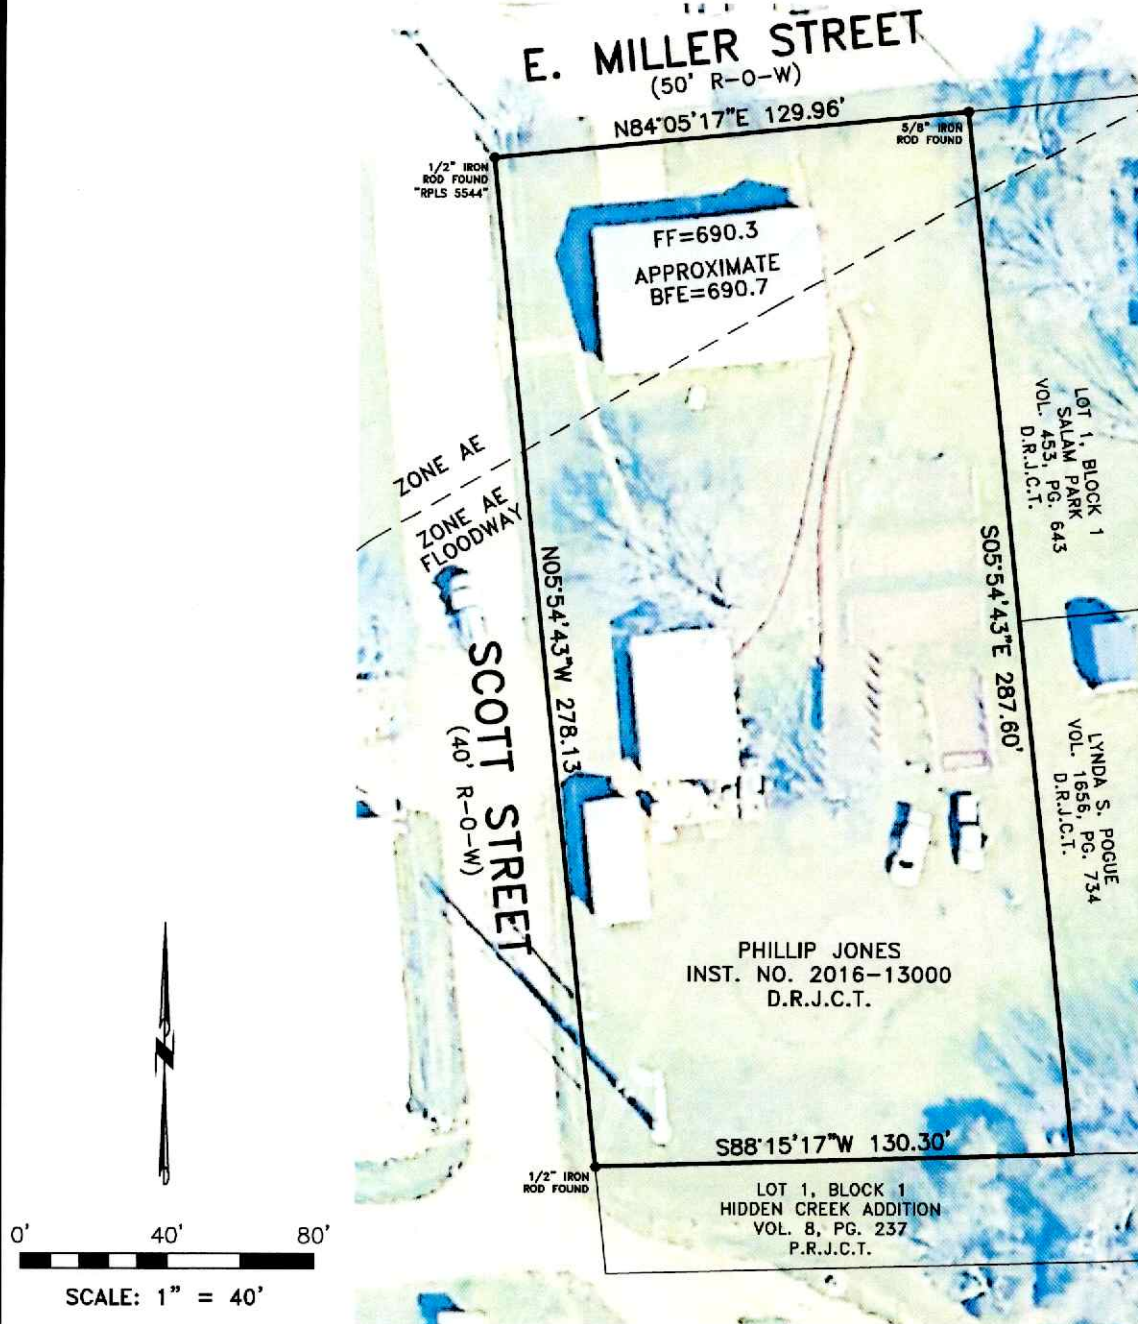 E. MILLER STREET
(50' R-O-W)
N84°05'17"E 129.96'
5/8" IRON
ROD FOUND
1/2" IRON
ROD FOUND
"RPLS 5544"
FF=690.3
APPROXIMATE
BFE=690.7
LOT 1, BLOCK 1
SALAM PARK
VOL. 453, PG. 643
D.R.J.C.T.
ZONE AE
ZONE AE
FLOODWAY
N05°54'43"W 278.13'
S05°54'43"E 287.60'
SCOTT STREET
(40' R-O-W)
LYNDA S. POGUE
VOL. 1656, PG. 734
D.R.J.C.T.
PHILLIP JONES
INST. NO. 2016-13000
D.R.J.C.T.
S88°15'17"W 130.30'
1/2" IRON
ROD FOUND
LOT 1, BLOCK 1
HIDDEN CREEK ADDITION
VOL. 8, PG. 237
P.R.J.C.T.
0' 40' 80'
SCALE: 1" = 40'